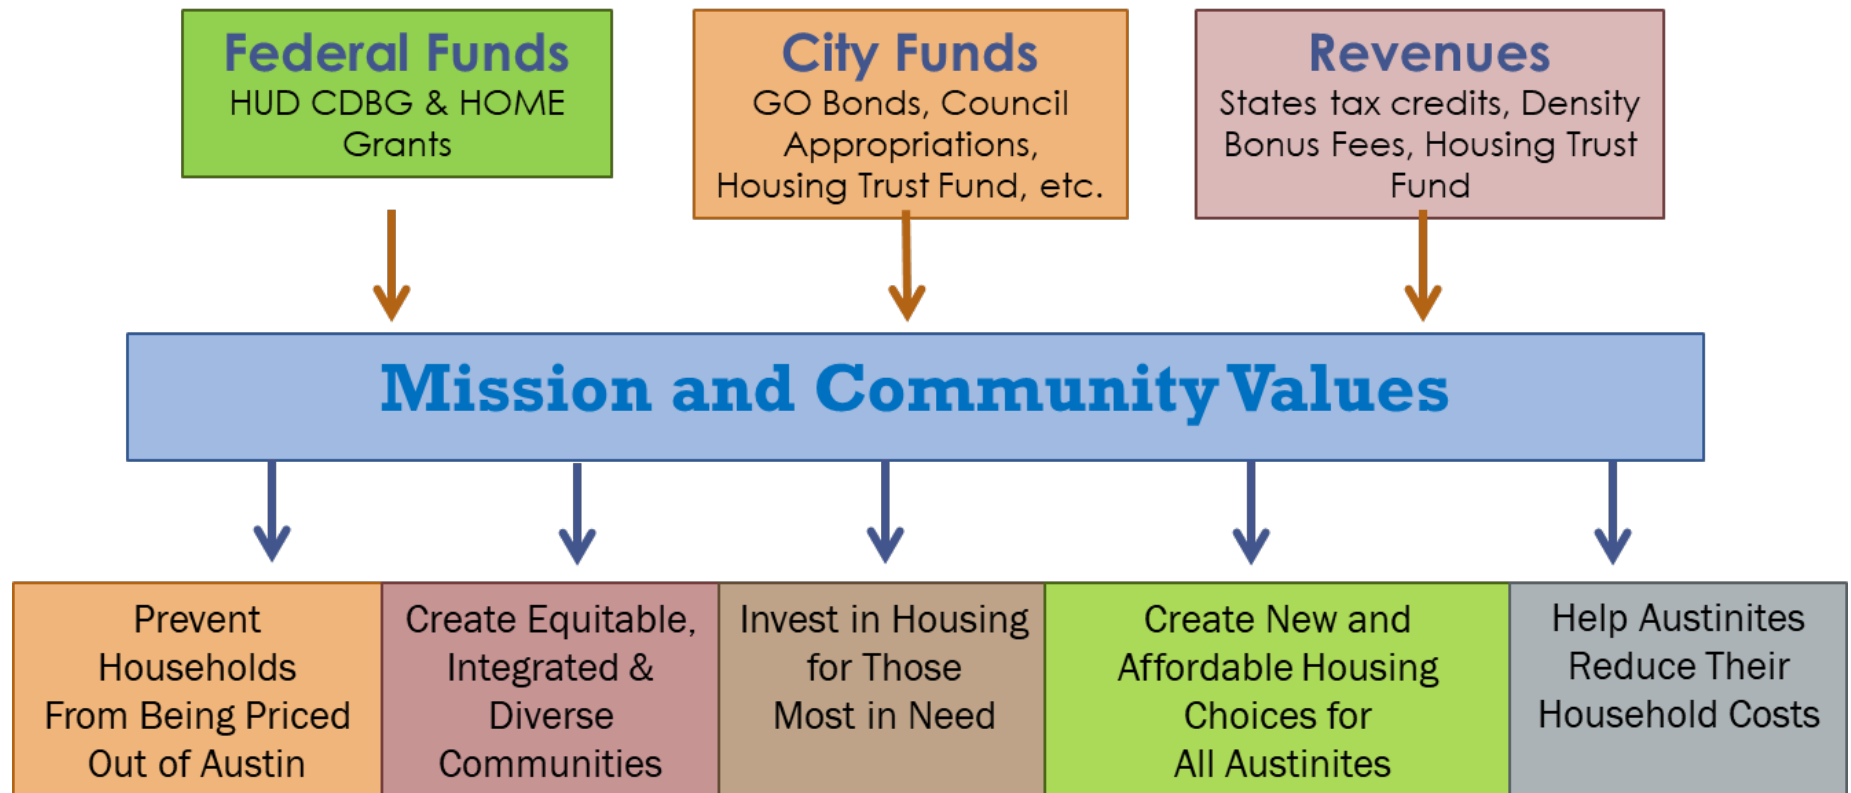 Federal Funds
HUD CDBG & HOME
Grants
City Funds
GO Bonds, Council
Appropriations,
Housing Trust Fund, etc.
Revenues
States tax credits, Density
Bonus Fees, Housing Trust
Fund
Mission and Community Values
Prevent
Households
From Being Priced
Out of Austin
Create Equitable,
Integrated &
Diverse
Communities
Invest in Housing
for Those
Most in Need
Create New and
Affordable Housing
Choices for
All Austinites
Help Austinites
Reduce Their
Household Costs